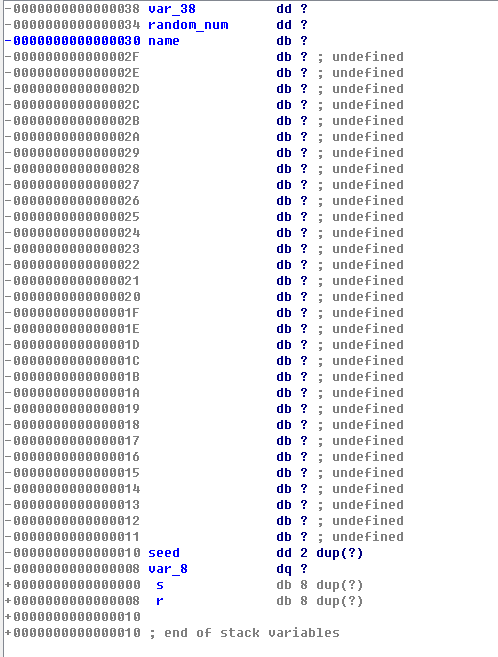 -0000000000000038 var_38 dd ?
-0000000000000034 random_num dd ?
-0000000000000030 name db ?
-000000000000002F db ? ; undefined
-000000000000002E db ? ; undefined
-000000000000002D db ? ; undefined
-000000000000002C db ? ; undefined
-000000000000002B db ? ; undefined
-000000000000002A db ? ; undefined
-0000000000000029 db ? ; undefined
-0000000000000028 db ? ; undefined
-0000000000000027 db ? ; undefined
-0000000000000026 db ? ; undefined
-0000000000000025 db ? ; undefined
-0000000000000024 db ? ; undefined
-0000000000000023 db ? ; undefined
-0000000000000022 db ? ; undefined
-0000000000000021 db ? ; undefined
-0000000000000020 db ? ; undefined
-000000000000001F db ? ; undefined
-000000000000001E db ? ; undefined
-000000000000001D db ? ; undefined
-000000000000001C db ? ; undefined
-000000000000001B db ? ; undefined
-000000000000001A db ? ; undefined
-0000000000000019 db ? ; undefined
-0000000000000018 db ? ; undefined
-0000000000000017 db ? ; undefined
-0000000000000016 db ? ; undefined
-0000000000000015 db ? ; undefined
-0000000000000014 db ? ; undefined
-0000000000000013 db ? ; undefined
-0000000000000012 db ? ; undefined
-0000000000000011 db ? ; undefined
-0000000000000010 seed dd 2 dup(?)
-0000000000000008 var_8 dq ?
+0000000000000000 s db 8 dup(?)
+0000000000000008 r db 8 dup(?)
+0000000000000010
+0000000000000010 ; end of stack variables